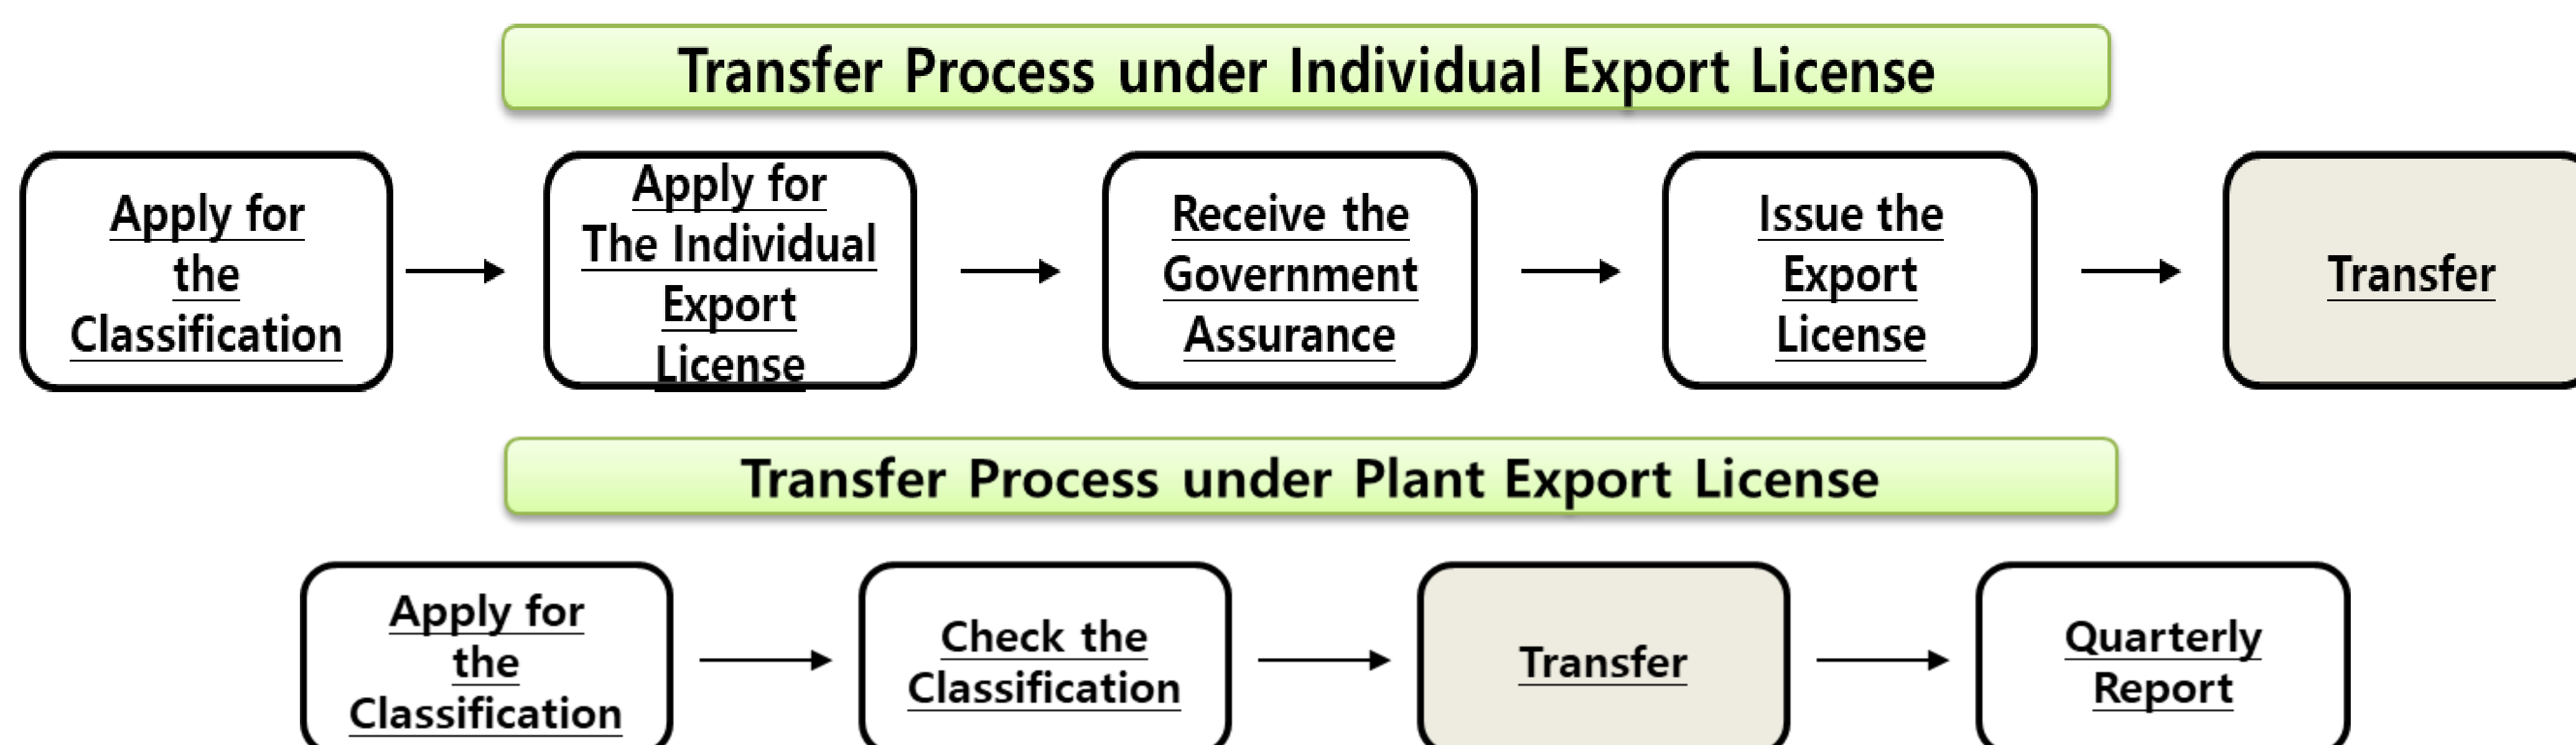 Transfer Process under Individual Export License
Apply for
the
Classification
Apply for
The Individual
Export
License
Receive the
Government
Assurance
Issue the
Export
License
Transfer
Transfer Process under Plant Export License
Apply for
the
Classification
Check the
Classification
Transfer
Quarterly
Report